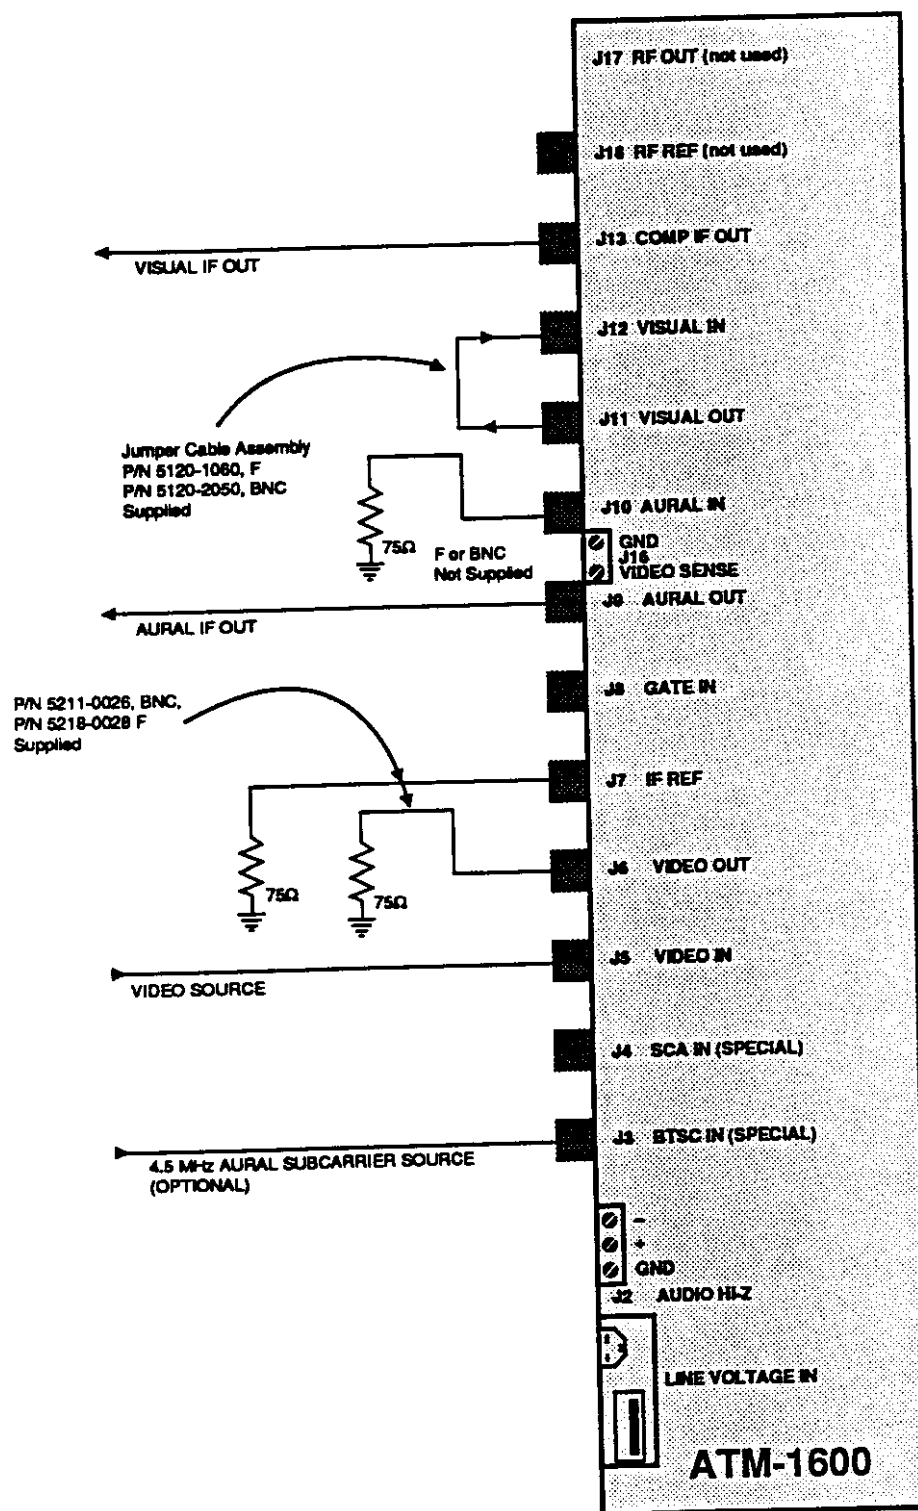 J17 RF OUT (not used)
J18 RF REF (not used)
J13 COMP IF OUT
VISUAL IF OUT
J12 VISUAL IN
J11 VISUAL OUT
Jumper Cable Assembly
P/N 5120-1060, F
P/N 5120-2050, BNC
Supplied
J10 AURAL IN
75Ω
F or BNC
Not Supplied
GND
J16
VIDEO SENSE
J9 AURAL OUT
AURAL IF OUT
J8 GATE IN
P/N 5211-0026, BNC,
P/N 5218-0028 F
Supplied
J7 IF REF
J6 VIDEO OUT
75Ω
75Ω
J5 VIDEO IN
VIDEO SOURCE
J4 SCA IN (SPECIAL)
J3 BTSC IN (SPECIAL)
4.5 MHz AURAL SUBCARRIER SOURCE
(OPTIONAL)
–
+
GND
J2 AUDIO HI-Z
LINE VOLTAGE IN
ATM-1600